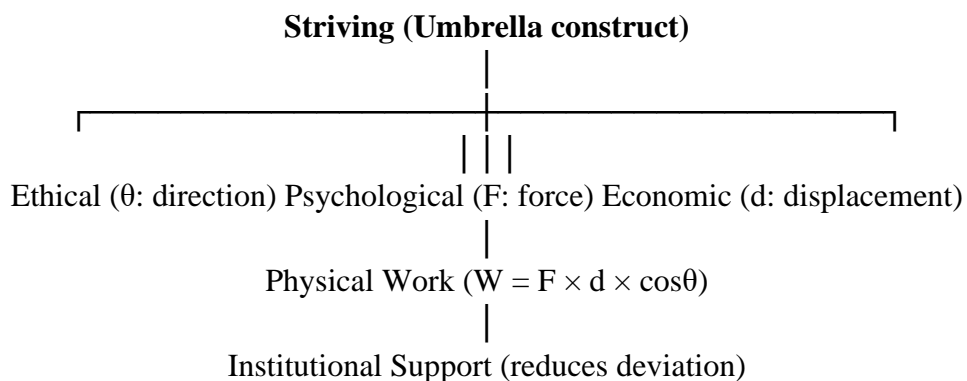 Striving (Umbrella construct)
Ethical (θ: direction) Psychological (F: force) Economic (d: displacement)
Physical Work (W = F × d × cosθ)
Institutional Support (reduces deviation)